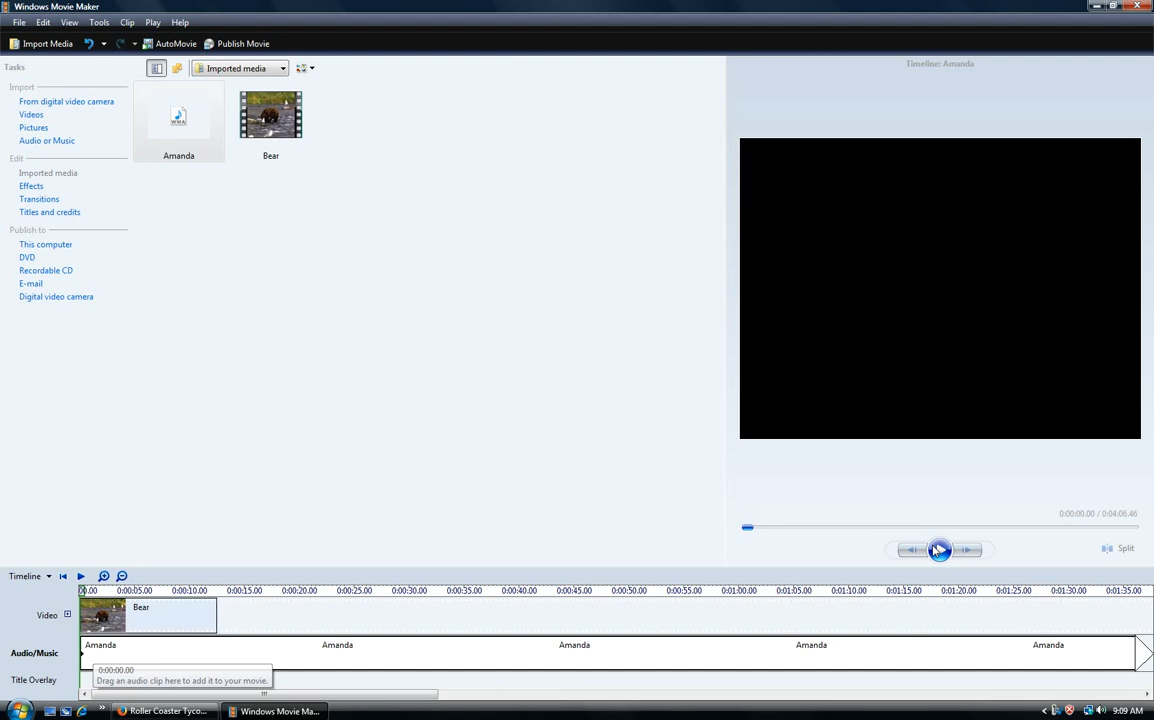 Windows Movie Maker
File Edit View Tools Clip Play Help
Import Media AutoMovie Publish Movie
Tasks
Imported media
Timeline: Amanda
Import
From digital video camera
Videos
Pictures
Audio or Music
Edit
Imported media
Effects
Transitions
Titles and credits
Publish to
This computer
DVD
Recordable CD
E-mail
Digital video camera
WMA
Amanda Bear
0:00:00.00 / 0:04:06.46
Split
Timeline
00.00 0:00:05.00 0:00:10.00 0:00:15.00 0:00:20.00 0:00:25.00 0:00:30.00 0:00:35.00 0:00:40.00 0:00:45.00 0:00:50.00 0:00:55.00 0:01:00.00 0:01:05.00 0:01:10.00 0:01:15.00 0:01:20.00 0:01:25.00 0:01:30.00 0:01:35.00
Video Bear
Audio/Music Amanda Amanda Amanda Amanda Amanda
0:00:00.00
Drag an audio clip here to add it to your movie.
Title Overlay
Roller Coaster Tyco... Windows Movie Ma... 9:09 AM